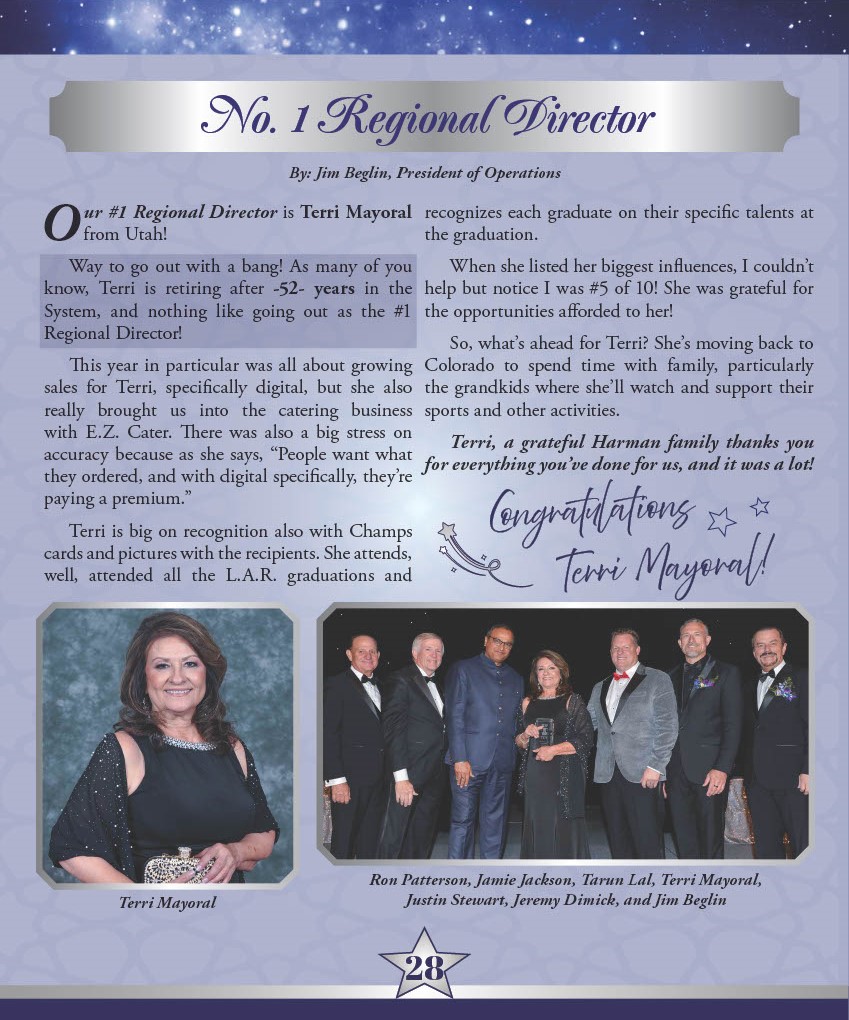 No. 1 Regional Director
By: Jim Beglin, President of Operations
Our #1 Regional Director is Terri Mayoral
from Utah!
Way to go out with a bang! As many of you
know, Terri is retiring after -52- years in the
System, and nothing like going out as the #1
Regional Director!
This year in particular was all about growing
sales for Terri, specifically digital, but she also
really brought us into the catering business
with E.Z. Cater. There was also a big stress on
accuracy because as she says, “People want what
they ordered, and with digital specifically, they’re
paying a premium.”
Terri is big on recognition also with Champs
cards and pictures with the recipients. She attends,
well, attended all the L.A.R. graduations and
recognizes each graduate on their specific talents at
the graduation.
When she listed her biggest influences, I couldn’t
help but notice I was #5 of 10! She was grateful for
the opportunities afforded to her!
So, what’s ahead for Terri? She’s moving back to
Colorado to spend time with family, particularly
the grandkids where she’ll watch and support their
sports and other activities.
Terri, a grateful Harman family thanks you
for everything you’ve done for us, and it was a lot!
Congratulations
Terri Mayoral!
Terri Mayoral
Ron Patterson, Jamie Jackson, Tarun Lal, Terri Mayoral,
Justin Stewart, Jeremy Dimick, and Jim Beglin
28